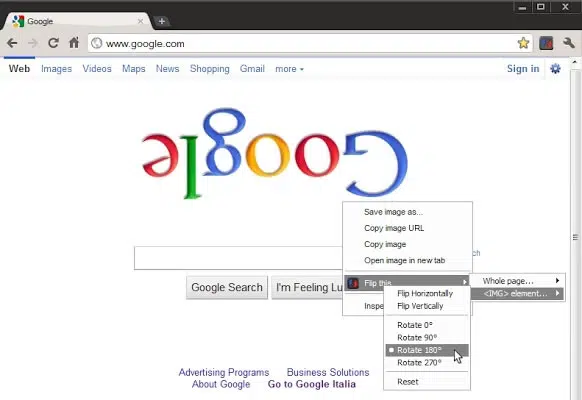 Google
www.google.com
Web Images Videos Maps News Shopping Gmail more Sign in
Google
Save image as...
Copy image URL
Copy image
Open image in new tab
Flip this
Whole page...
<IMG> element...
Flip Horizontally
Flip Vertically
Rotate 0°
Rotate 90°
Rotate 180°
Rotate 270°
Reset
Google Search I'm Feeling Lu
Advertising Programs Business Solutions
About Google Go to Google Italia